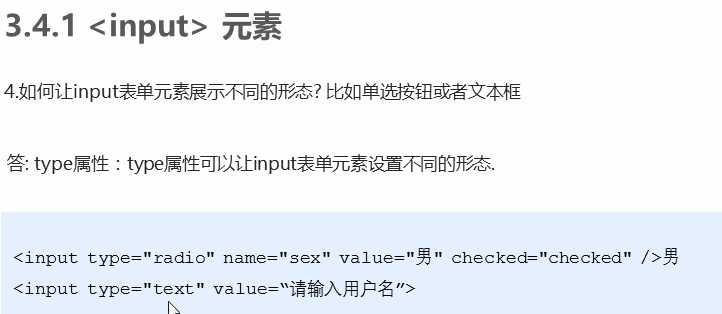 3.4.1 <input> 元素
4.如何让input表单元素展示不同的形态? 比如单选按钮或者文本框
答: type属性：type属性可以让input表单元素设置不同的形态.
<input type="radio" name="sex" value="男" checked="checked" />男
<input type="text" value=“请输入用户名”>